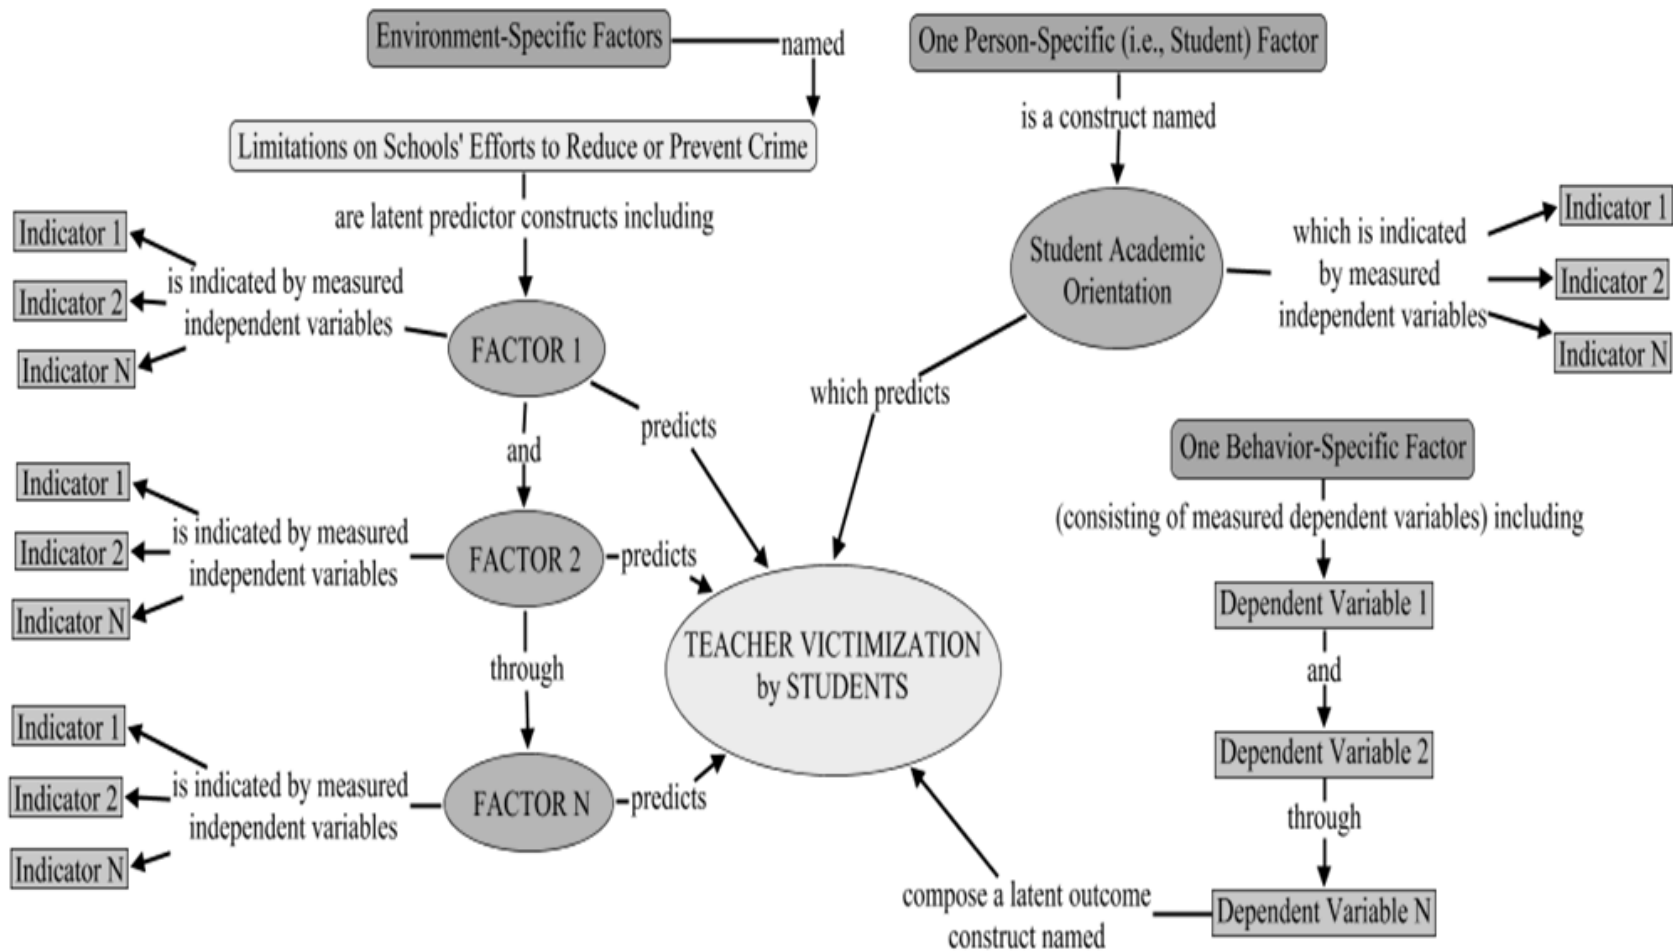 Environment-Specific Factors
named
Limitations on Schools' Efforts to Reduce or Prevent Crime
are latent predictor constructs including
Indicator 1
Indicator 2
Indicator N
is indicated by measured
independent variables
FACTOR 1
predicts
and
Indicator 1
Indicator 2
Indicator N
is indicated by measured
independent variables
FACTOR 2
predicts
through
Indicator 1
Indicator 2
Indicator N
is indicated by measured
independent variables
FACTOR N
predicts
TEACHER VICTIMIZATION
by STUDENTS
One Person-Specific (i.e., Student) Factor
is a construct named
Student Academic
Orientation
which predicts
which is indicated
by measured
independent variables
Indicator 1
Indicator 2
Indicator N
One Behavior-Specific Factor
(consisting of measured dependent variables) including
Dependent Variable 1
and
Dependent Variable 2
through
Dependent Variable N
compose a latent outcome
construct named